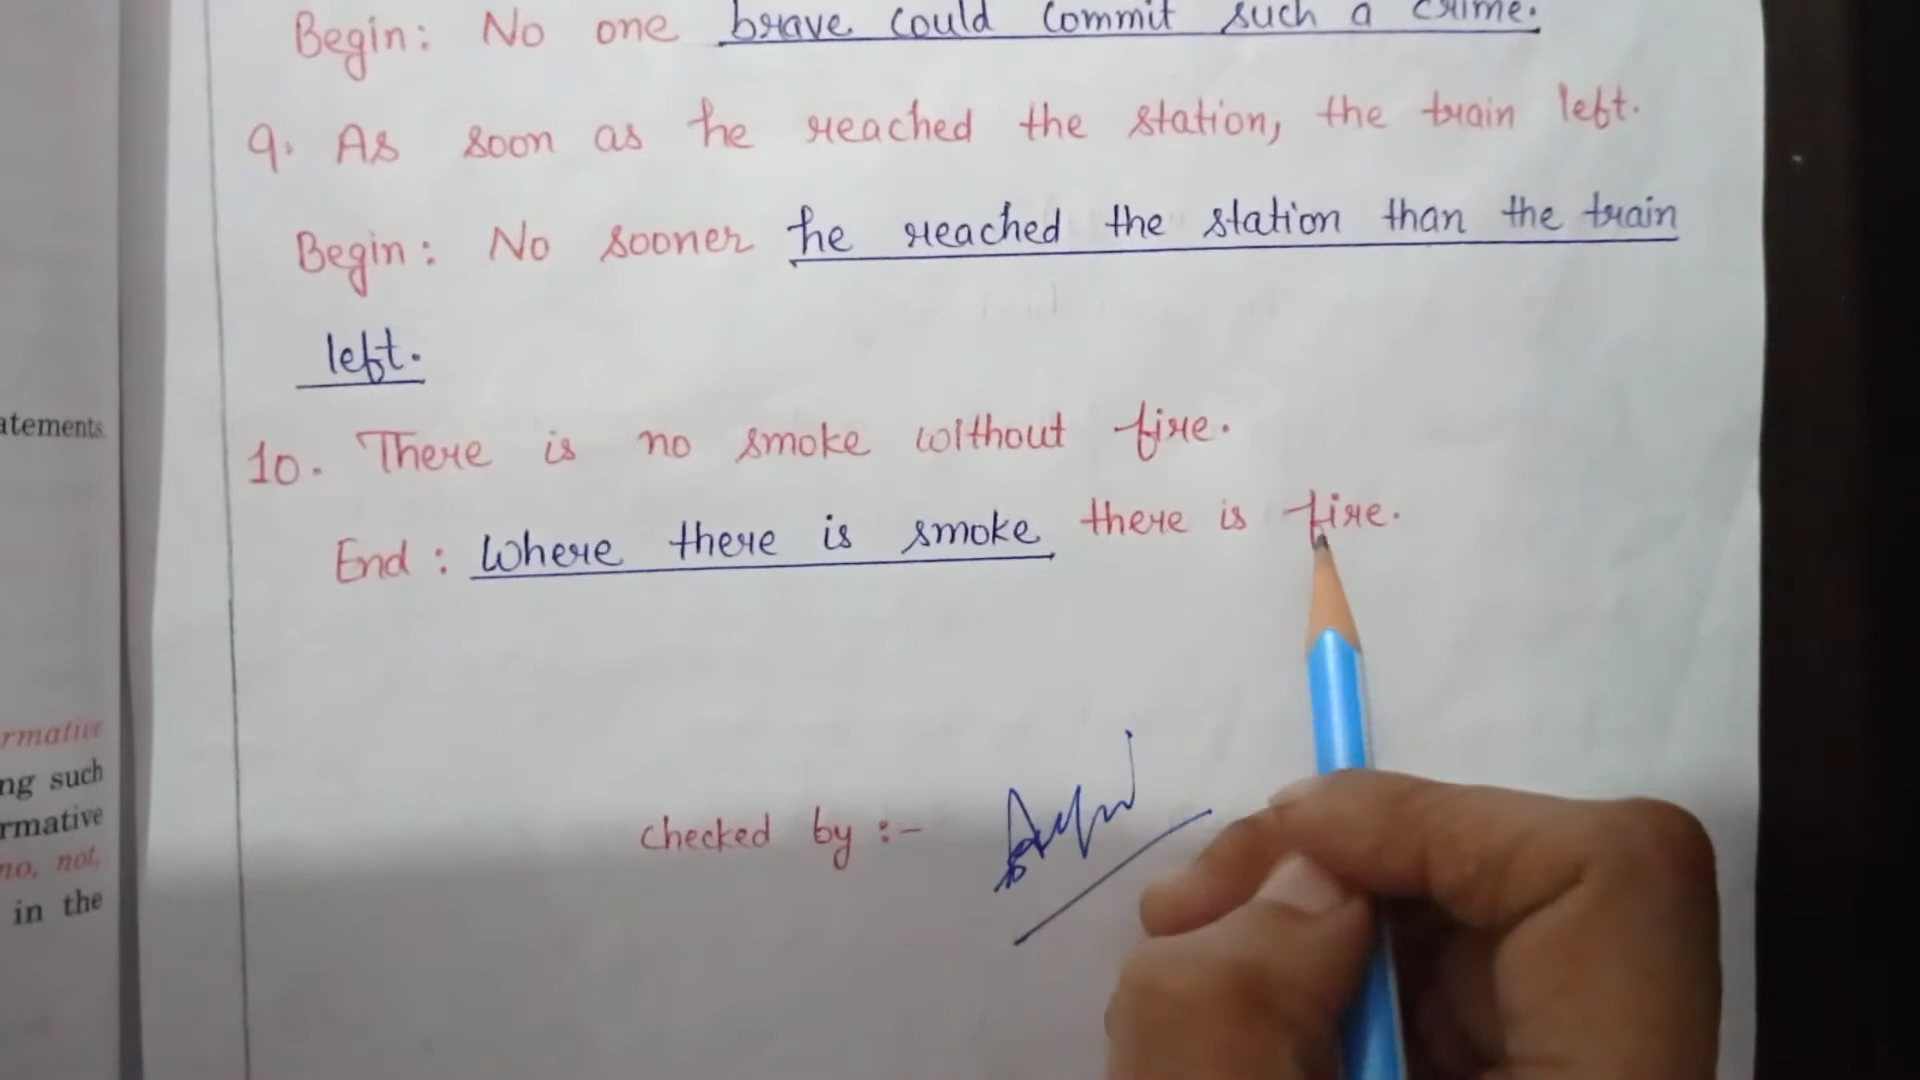 Begin: No one brave could commit such a crime.
9. As soon as he reached the station, the train left.
Begin: No sooner he reached the station than the train
left.
10. There is no smoke without fire.
End : Where there is smoke there is fire.
Checked by :-
atements
rmative
ng such
rmative
no, not,
in the